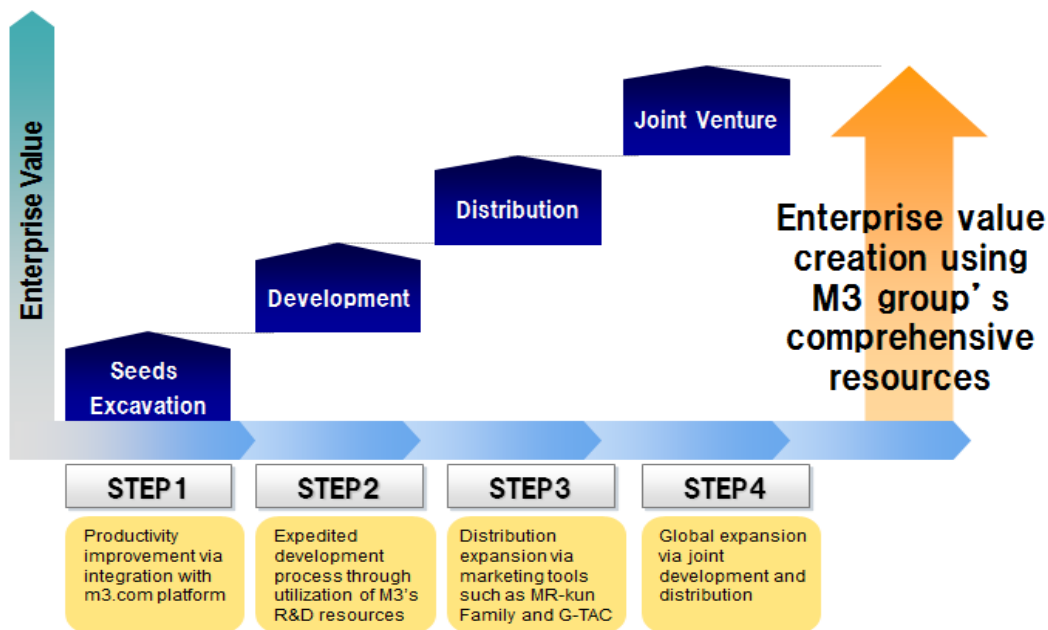 Enterprise Value
Joint Venture
Distribution
Development
Seeds
Excavation
Enterprise value
creation using
M3 group’s
comprehensive
resources
STEP1
STEP2
STEP3
STEP4
Productivity
improvement via
integration with
m3.com platform
Expedited
development
process through
utilization of M3's
R&D resources
Distribution
expansion via
marketing tools
such as MR-kun
Family and G-TAC
Global expansion
via joint
development and
distribution